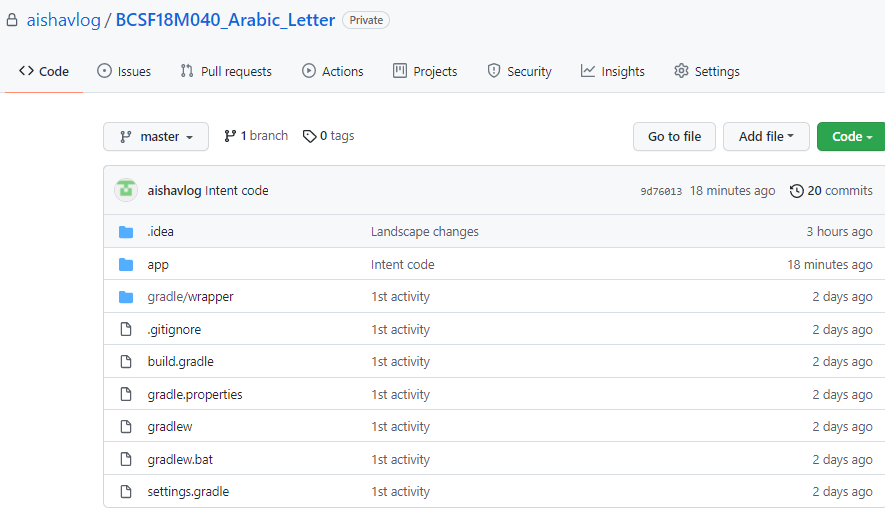 aishavlog / BCSF18M040_Arabic_Letter Private
Code Issues Pull requests Actions Projects Security Insights Settings
master 1 branch 0 tags Go to file Add file Code
aishavlog Intent code 9d76013 18 minutes ago 20 commits
.idea Landscape changes 3 hours ago
app Intent code 18 minutes ago
gradle/wrapper 1st activity 2 days ago
.gitignore 1st activity 2 days ago
build.gradle 1st activity 2 days ago
gradle.properties 1st activity 2 days ago
gradlew 1st activity 2 days ago
gradlew.bat 1st activity 2 days ago
settings.gradle 1st activity 2 days ago